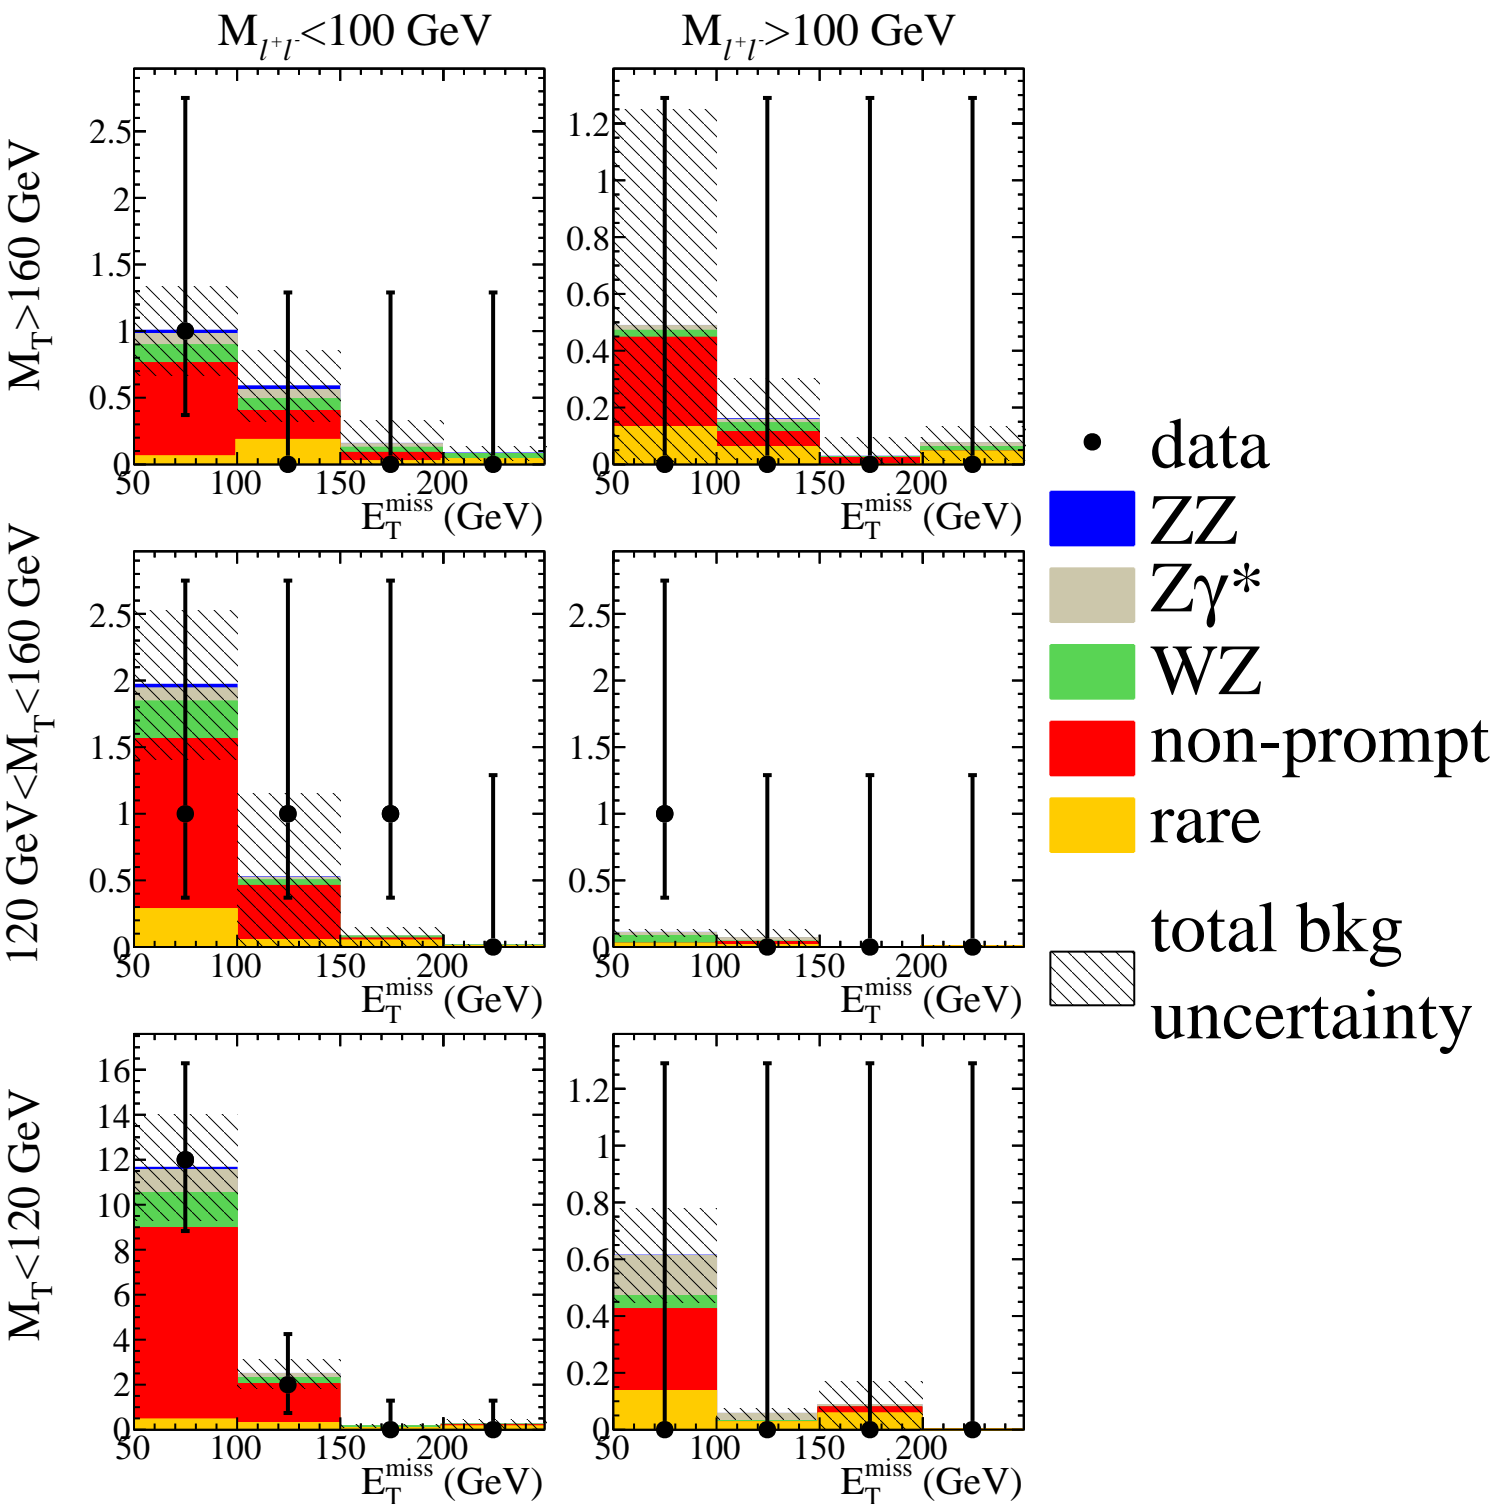 M_{l⁺l⁻}<100 GeV
M_{l⁺l⁻}>100 GeV
M_T>160 GeV
2.5
2
1.5
1
0.5
0
50 100 150 200
E_T^miss (GeV)
1.2
1
0.8
0.6
0.4
0.2
0
50 100 150 200
E_T^miss (GeV)
120 GeV<M_T<160 GeV
2.5
2
1.5
1
0.5
0
50 100 150 200
E_T^miss (GeV)
2.5
2
1.5
1
0.5
0
50 100 150 200
E_T^miss (GeV)
M_T<120 GeV
16
14
12
10
8
6
4
2
0
50 100 150 200
E_T^miss (GeV)
1.2
1
0.8
0.6
0.4
0.2
0
50 100 150 200
E_T^miss (GeV)
data
ZZ
Zγ*
WZ
non-prompt
rare
total bkg
uncertainty